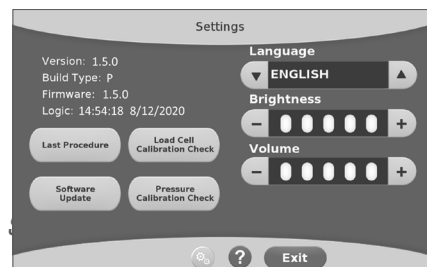 Settings
Version: 1.5.0
Build Type: P
Firmware: 1.5.0
Logic: 14:54:18 8/12/2020
Last Procedure
Load Cell
Calibration Check
Software
Update
Pressure
Calibration Check
Language
ENGLISH
Brightness
- +
Volume
- +
? Exit